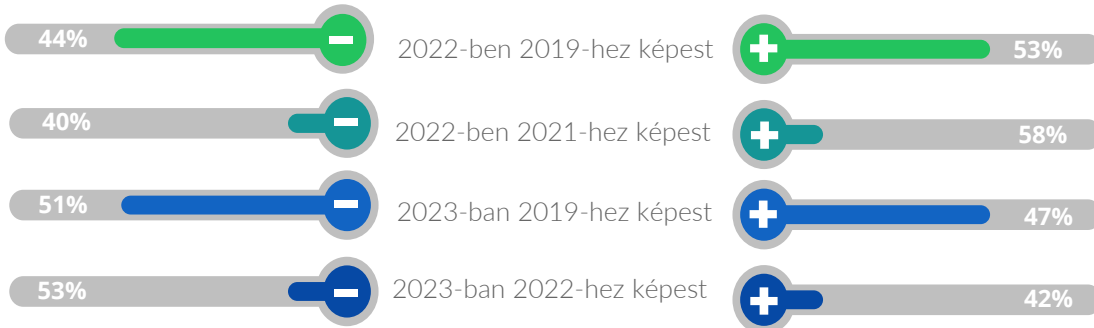 44% 2022-ben 2019-hez képest 53%
40% 2022-ben 2021-hez képest 58%
51% 2023-ban 2019-hez képest 47%
53% 2023-ban 2022-hez képest 42%